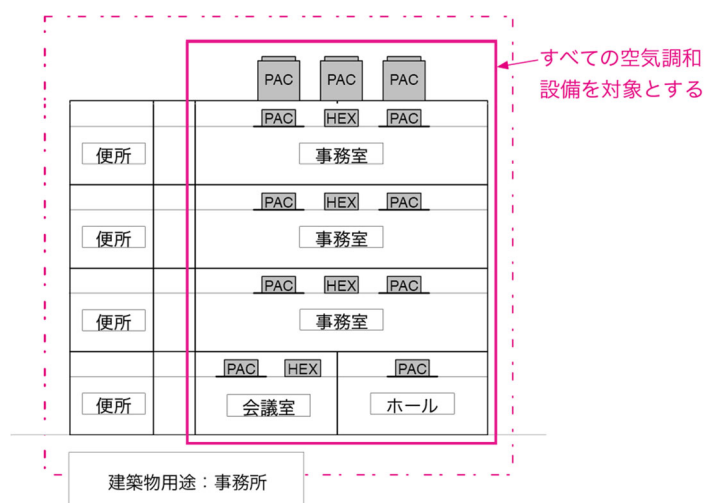 PAC PAC PAC
すべての空気調和
設備を対象とする
PAC HEX PAC
便所 事務室
PAC HEX PAC
便所 事務室
PAC HEX PAC
便所 事務室
PAC HEX PAC
便所 会議室 ホール
建築物用途：事務所